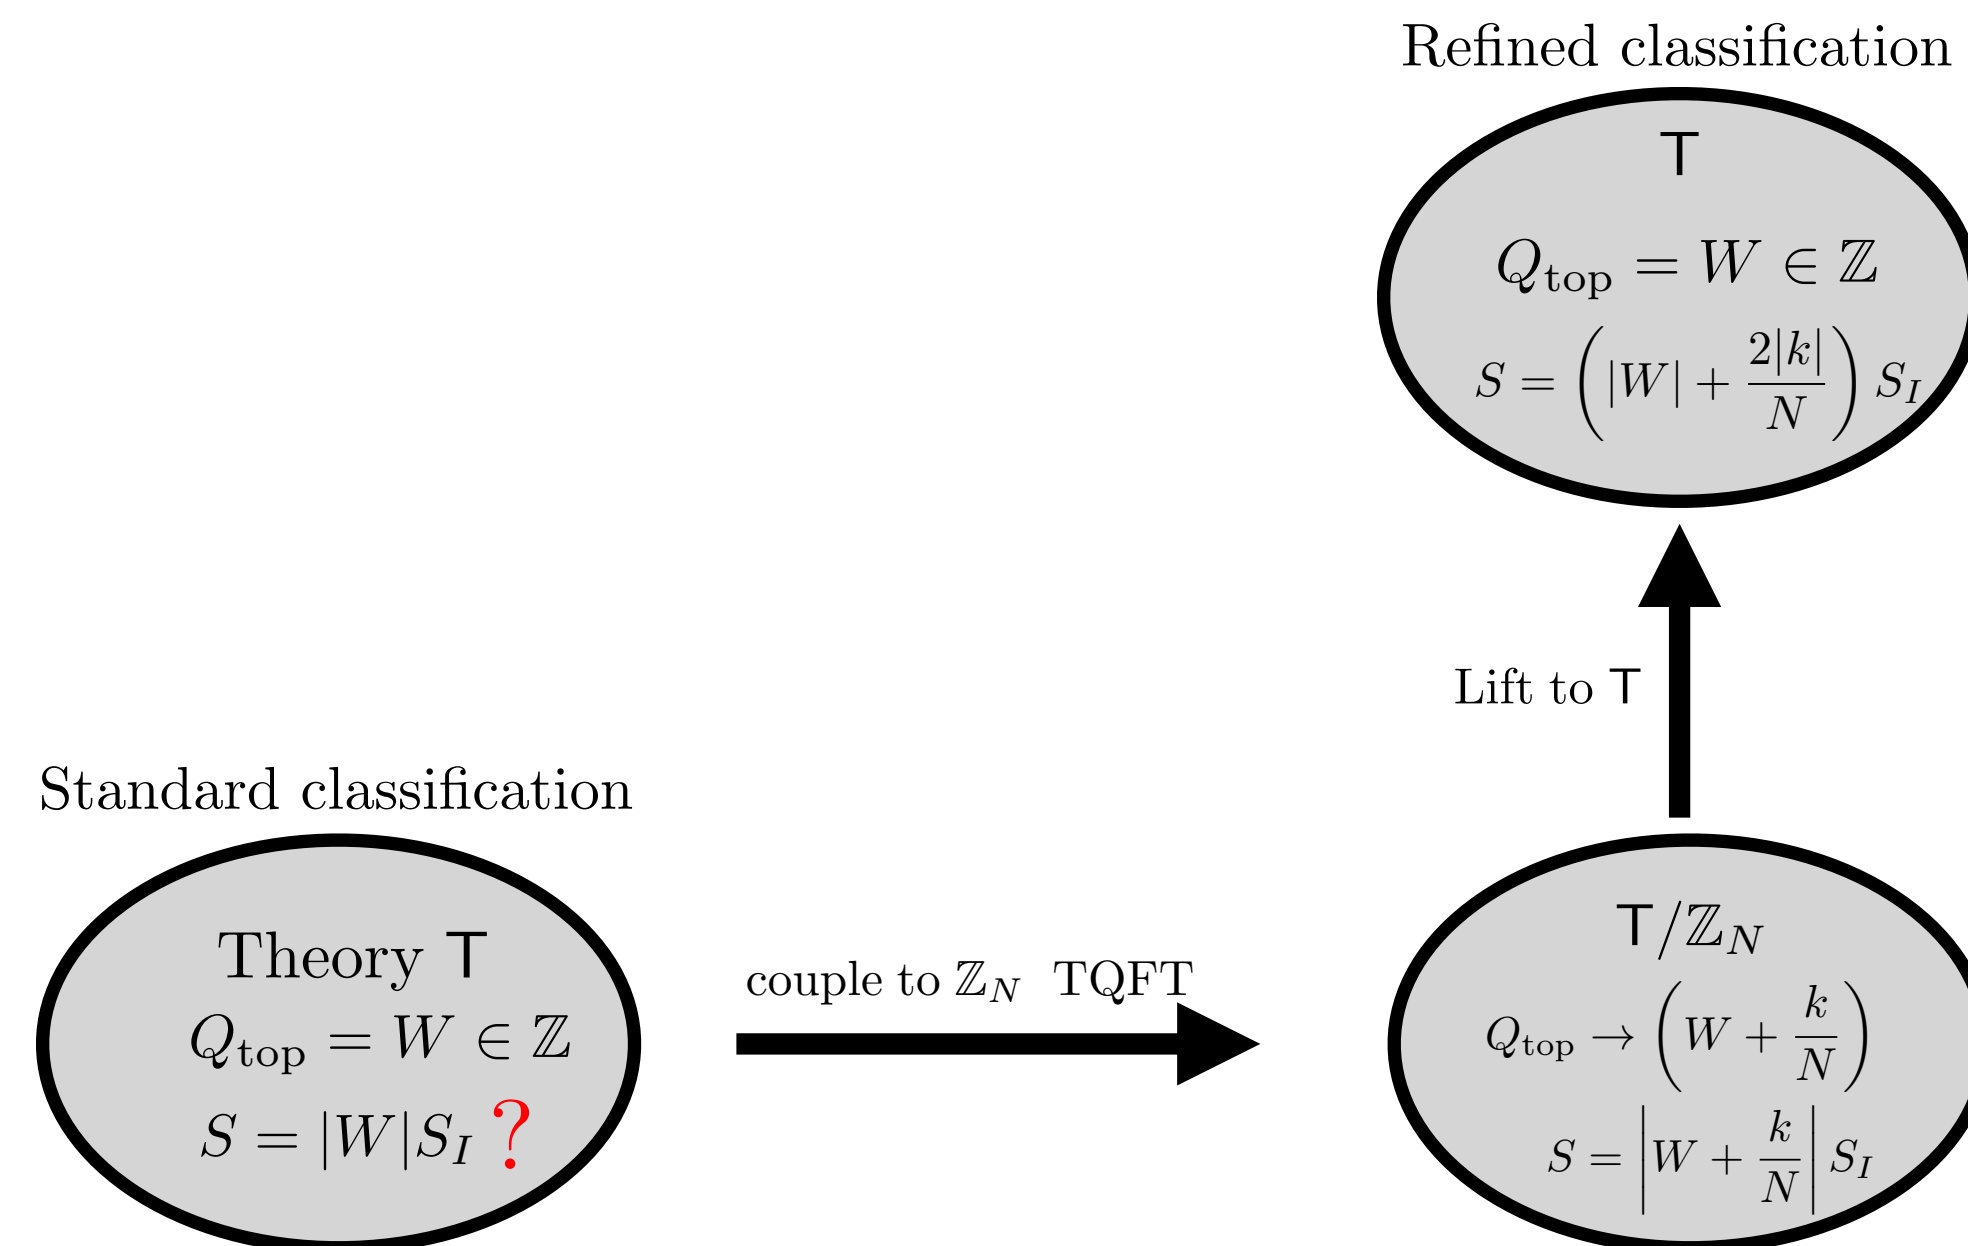 Refined classification
T
Q_top = W ∈ ℤ
S = (|W| + 2|k|/N) S_I
Lift to T
Standard classification
Theory T
Q_top = W ∈ ℤ
S = |W|S_I ?
couple to ℤ_N TQFT
T/ℤ_N
Q_top → (W + k/N)
S = |W + k/N| S_I